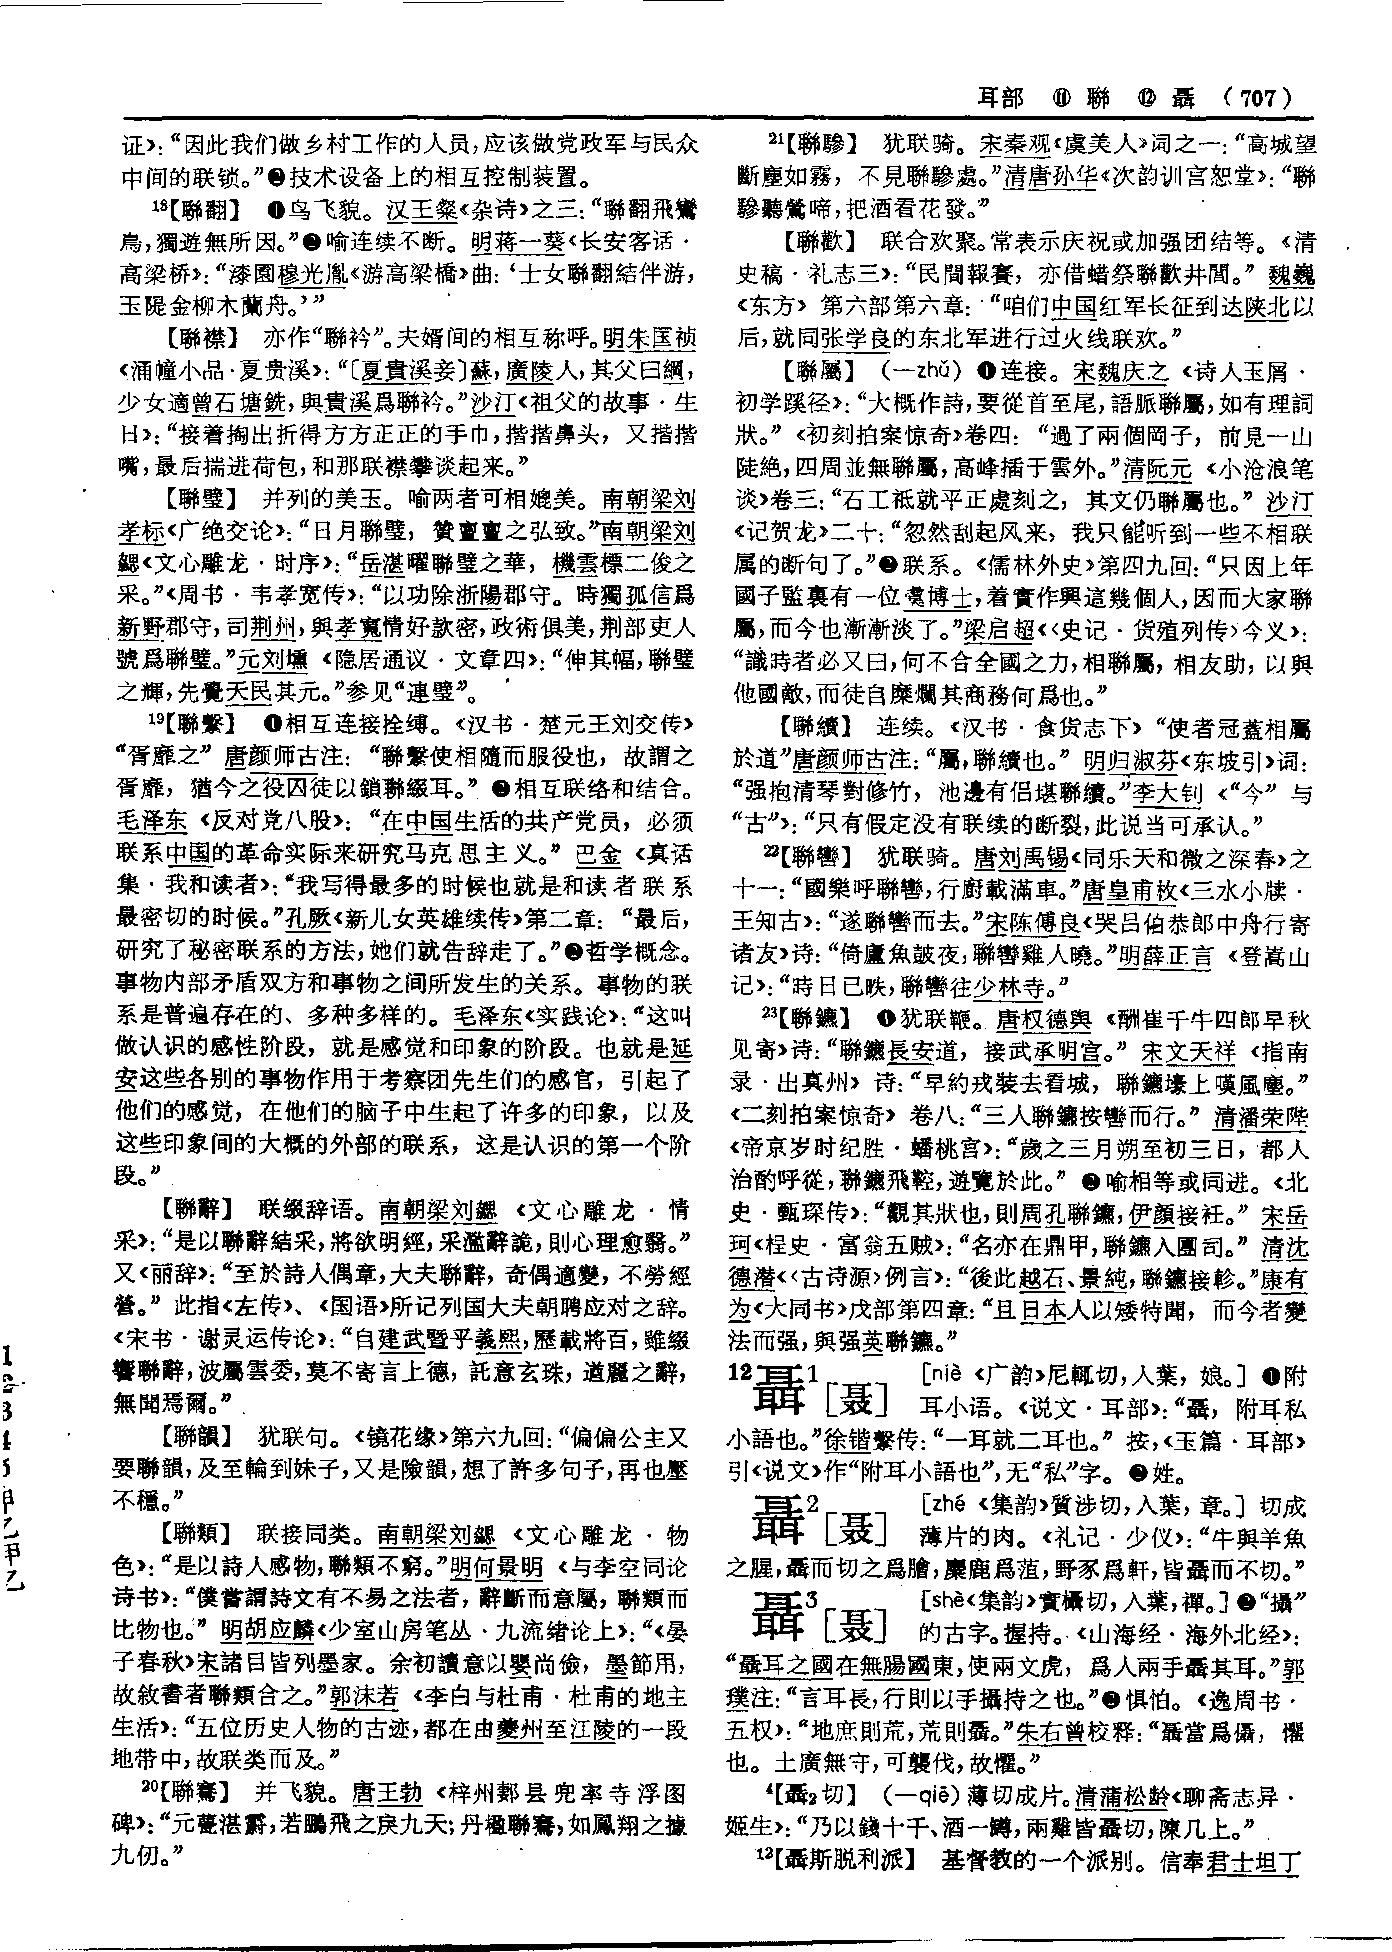 耳部 ⑪ 聯 ⑫ 聶 （707）
证》：“因此我们做乡村工作的人员，应该做党政军与民众
中间的联锁。”❷技术设备上的相互控制装置。
18【聯翻】 ❶鸟飞貌。汉王粲《杂诗》之三：“聯翻飛鸞
鳥，獨遊無所因。”❷喻连续不断。明蒋一葵《长安客话·
高梁桥》：“漆園穆光胤《游高梁橋》曲：‘士女聯翻結伴游，
玉隄金柳木蘭舟。’”
【聯襟】 亦作“聯衿”。夫婿间的相互称呼。明朱国祯
《涌幢小品·夏贵溪》：“〔夏貴溪妾〕蘇，廣陵人，其父曰綱，
少女適曾石塘銑，與貴溪爲聯衿。”沙汀《祖父的故事·生
日》：“接着掏出折得方方正正的手巾，揩揩鼻头，又揩揩
嘴，最后揣进荷包，和那联襟攀谈起来。”
【聯璧】 并列的美玉。喻两者可相媲美。南朝梁刘
孝标《广绝交论》：“日月聯璧，贊亹亹之弘致。”南朝梁刘
勰《文心雕龙·时序》：“岳湛曜聯璧之華，機雲標二俊之
采。”《周书·韦孝宽传》：“以功除浙陽郡守。時獨孤信爲
新野郡守，司荆州，與孝寬情好款密，政術俱美，荆部吏人
號爲聯璧。”元刘壎《隐居通议·文章四》：“伸其幅，聯璧
之輝，先覺天民其元。”参见“連璧”。
19【聯繫】 ❶相互连接拴缚。《汉书·楚元王刘交传》
“胥靡之”唐颜师古注：“聯繫使相隨而服役也，故謂之
胥靡，猶今之役囚徒以鎖聯綴耳。”❷相互联络和结合。
毛泽东《反对党八股》：“在中国生活的共产党员，必须
联系中国的革命实际来研究马克思主义。”巴金《真话
集·我和读者》：“我写得最多的时候也就是和读者联系
最密切的时候。”孔厥《新儿女英雄续传》第二章：“最后，
研究了秘密联系的方法，她们就告辞走了。”❸哲学概念。
事物内部矛盾双方和事物之间所发生的关系。事物的联
系是普遍存在的、多种多样的。毛泽东《实践论》：“这叫
做认识的感性阶段，就是感觉和印象的阶段。也就是延
安这些各别的事物作用于考察团先生们的感官，引起了
他们的感觉，在他们的脑子中生起了许多的印象，以及
这些印象间的大概的外部的联系，这是认识的第一个阶
段。”
【聯辭】 联缀辞语。南朝梁刘勰《文心雕龙·情
采》：“是以聯辭結采，將欲明經，采濫辭詭，則心理愈翳。”
又《丽辞》：“至於詩人偶章，大夫聯辭，奇偶適變，不勞經
營。”此指《左传》、《国语》所记列国大夫朝聘应对之辞。
《宋书·谢灵运传论》：“自建武暨乎義熙，歷載將百，雖綴
響聯辭，波屬雲委，莫不寄言上德，託意玄珠，遒麗之辭，
無聞焉爾。”
【聯韻】 犹联句。《镜花缘》第六九回：“偏偏公主又
要聯韻，及至輪到妹子，又是險韻，想了許多句子，再也壓
不穩。”
【聯類】 联接同类。南朝梁刘勰《文心雕龙·物
色》：“是以詩人感物，聯類不窮。”明何景明《与李空同论
诗书》：“僕嘗謂詩文有不易之法者，辭斷而意屬，聯類而
比物也。”明胡应麟《少室山房笔丛·九流绪论上》：“《晏
子春秋》宋諸目皆列墨家。余初讀意以嬰尚儉，墨節用，
故敘書者聯類合之。”郭沫若《李白与杜甫·杜甫的地主
生活》：“五位历史人物的古迹，都在由夔州至江陵的一段
地带中，故联类而及。”
20【聯騫】 并飞貌。唐王勃《梓州郪县兜率寺浮图
碑》：“元甍湛霨，若鵬飛之戾九天；丹楹聯騫，如鳳翔之據
九仞。”
21【聯驂】 犹联骑。宋秦观《虞美人》词之一：“高城望
斷塵如霧，不見聯驂處。”清唐孙华《次韵训宫恕堂》：“聯
驂聽鶯啼，把酒看花發。”
【聯歡】 联合欢聚。常表示庆祝或加强团结等。《清
史稿·礼志三》：“民間報賽，亦借蜡祭聯歡井閭。”魏巍
《东方》第六部第六章：“咱们中国红军长征到达陕北以
后，就同张学良的东北军进行过火线联欢。”
【聯屬】 （—zhǔ）❶连接。宋魏庆之《诗人玉屑·
初学蹊径》：“大概作詩，要從首至尾，語脈聯屬，如有理詞
狀。”《初刻拍案惊奇》卷四：“過了兩個岡子，前見一山
陡絶，四周並無聯屬，高峰插于雲外。”清阮元《小沧浪笔
谈》卷三：“石工祗就平正處刻之，其文仍聯屬也。”沙汀
《记贺龙》二十：“忽然刮起风来，我只能听到一些不相联
属的断句了。”❷联系。《儒林外史》第四九回：“只因上年
國子監裏有一位虞博士，着實作興這幾個人，因而大家聯
屬，而今也漸漸淡了。”梁启超《〈史记·货殖列传〉今义》：
“識時者必又曰，何不合全國之力，相聯屬，相友助，以與
他國敵，而徒自糜爛其商務何爲也。”
【聯續】 连续。《汉书·食货志下》“使者冠蓋相屬
於道”唐颜师古注：“屬，聯續也。”明归淑芬《东坡引》词：
“强抱清琴對修竹，池邊有侣堪聯續。”李大钊《“今”与
“古”》：“只有假定没有联续的断裂，此说当可承认。”
22【聯轡】 犹联骑。唐刘禹锡《同乐天和微之深春》之
十一：“國樂呼聯轡，行廚載滿車。”唐皇甫枚《三水小牍·
王知古》：“遂聯轡而去。”宋陈傅良《哭吕伯恭郎中舟行寄
诸友》诗：“倚廬魚鼓夜，聯轡雞人曉。”明薛正言《登嵩山
记》：“時日已昳，聯轡往少林寺。”
23【聯鑣】 ❶犹联鞭。唐权德舆《酬崔千牛四郎早秋
见寄》诗：“聯鑣長安道，接武承明宫。”宋文天祥《指南
录·出真州》诗：“早約戎裝去看城，聯鑣壕上嘆風塵。”
《二刻拍案惊奇》卷八：“三人聯鑣按轡而行。”清潘荣陛
《帝京岁时纪胜·蟠桃宫》：“歲之三月朔至初三日，都人
治酌呼從，聯鑣飛鞚，遊覽於此。”❷喻相等或同进。《北
史·甄琛传》：“觀其狀也，則周孔聯鑣，伊顔接衽。”宋岳
珂《桯史·富翁五贼》：“名亦在鼎甲，聯鑣入團司。”清沈
德潜《〈古诗源〉例言》：“後此越石、景純，聯鑣接軫。”康有
为《大同书》戊部第四章：“且日本人以矮特聞，而今者變
法而强，與强英聯鑣。”
12聶1［聂］ ［niè《广韵》尼輒切，入葉，娘。］❶附
耳小语。《说文·耳部》：“聶，附耳私
小語也。”徐锴繫传：“一耳就二耳也。”按，《玉篇·耳部》
引《说文》作“附耳小語也”，无“私”字。❷姓。
聶2［聂］ ［zhé《集韵》質涉切，入葉，章。］切成
薄片的肉。《礼记·少仪》：“牛與羊魚
之腥，聶而切之爲膾，麋鹿爲菹，野豕爲軒，皆聶而不切。”
聶3［聂］ ［shè《集韵》實欇切，入葉，禪。］❶“攝”
的古字。握持。《山海经·海外北经》：
“聶耳之國在無腸國東，使兩文虎，爲人兩手聶其耳。”郭
璞注：“言耳長，行則以手攝持之也。”❷惧怕。《逸周书·
五权》：“地庶則荒，荒則聶。”朱右曾校释：“聶當爲懾，懼
也。土廣無守，可襲伐，故懼。”
4【聶2切】 （—qiē）薄切成片。清蒲松龄《聊斋志异·
姬生》：“乃以錢十千、酒一罇，兩雞皆聶切，陳几上。”
12【聶斯脱利派】 基督教的一个派别。信奉君士坦丁